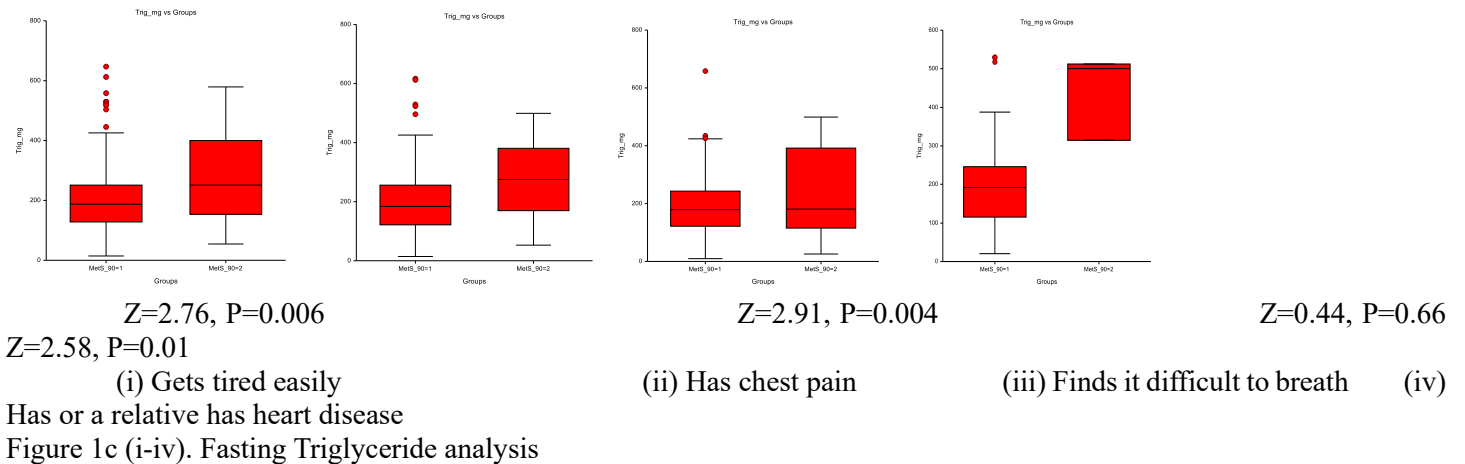 Trig_mg vs Groups
800
600
400
200
0
Trig_mg
MetS_90=1 MetS_90=2
Groups
Trig_mg vs Groups
800
600
400
200
0
Trig_mg
MetS_90=1 MetS_90=2
Groups
Trig_mg vs Groups
800
600
400
200
0
Trig_mg
MetS_90=1 MetS_90=2
Groups
Trig_mg vs Groups
600
500
400
300
200
100
0
Trig_mg
MetS_90=1 MetS_90=2
Groups
Z=2.76, P=0.006 Z=2.91, P=0.004 Z=0.44, P=0.66
Z=2.58, P=0.01
(i) Gets tired easily (ii) Has chest pain (iii) Finds it difficult to breath (iv)
Has or a relative has heart disease
Figure 1c (i-iv). Fasting Triglyceride analysis